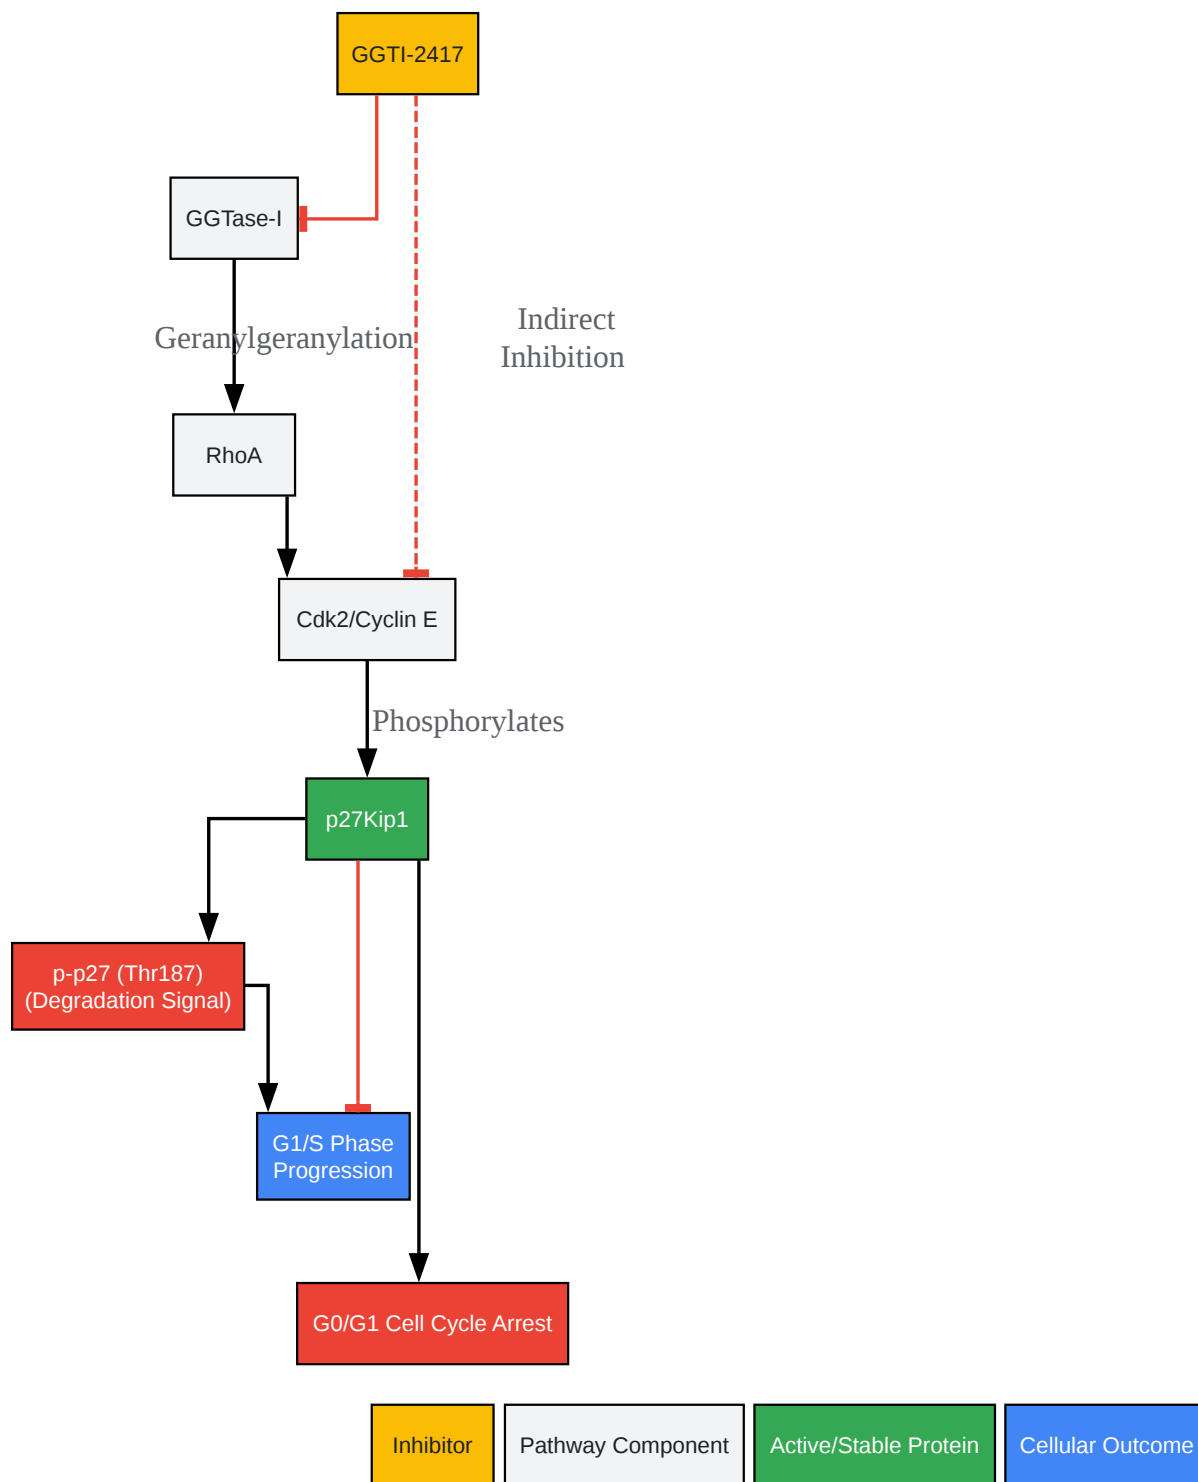 GGTI-2417
GGTase-I
Geranylgeranylation
Indirect
Inhibition
RhoA
Cdk2/Cyclin E
Phosphorylates
p27Kip1
p-p27 (Thr187)
(Degradation Signal)
G1/S Phase
Progression
G0/G1 Cell Cycle Arrest
Inhibitor
Pathway Component
Active/Stable Protein
Cellular Outcome